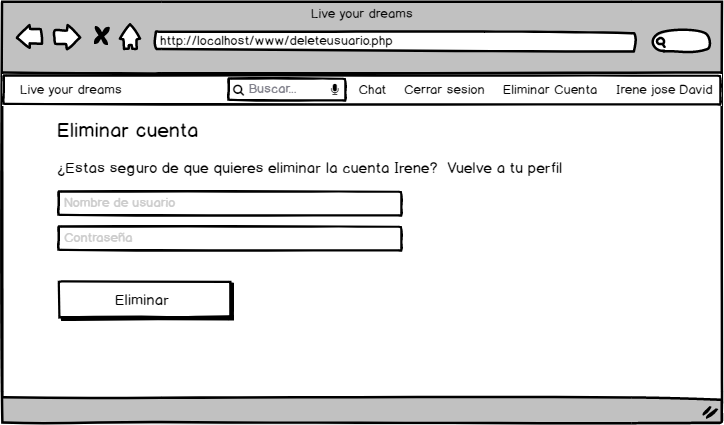 Live your dreams
http://localhost/www/deleteusuario.php
Live your dreams Buscar... Chat Cerrar sesion Eliminar Cuenta Irene jose David
Eliminar cuenta
¿Estas seguro de que quieres eliminar la cuenta Irene? Vuelve a tu perfil
Nombre de usuario
Contraseña
Eliminar